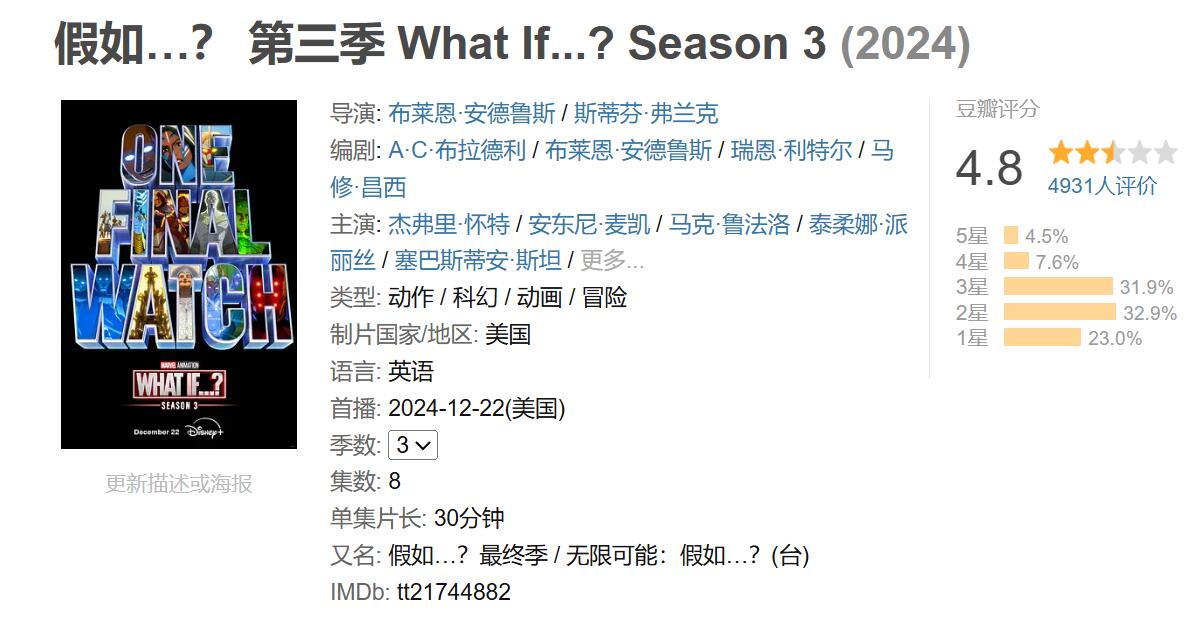 假如…？ 第三季 What If...? Season 3 (2024)
ONE
FINAL
WATCH
MARVEL ANIMATION
WHAT IF...?
SEASON 3
December 22 Disney+
更新描述或海报
导演: 布莱恩·安德鲁斯 / 斯蒂芬·弗兰克
编剧: A·C·布拉德利 / 布莱恩·安德鲁斯 / 瑞恩·利特尔 / 马
修·昌西
主演: 杰弗里·怀特 / 安东尼·麦凯 / 马克·鲁法洛 / 泰柔娜·派
丽丝 / 塞巴斯蒂安·斯坦 / 更多...
类型: 动作 / 科幻 / 动画 / 冒险
制片国家/地区: 美国
语言: 英语
首播: 2024-12-22(美国)
季数: 3
集数: 8
单集片长: 30分钟
又名: 假如…？最终季 / 无限可能：假如…？(台)
IMDb: tt21744882
豆瓣评分
4.8
4931人评价
5星 4.5%
4星 7.6%
3星 31.9%
2星 32.9%
1星 23.0%